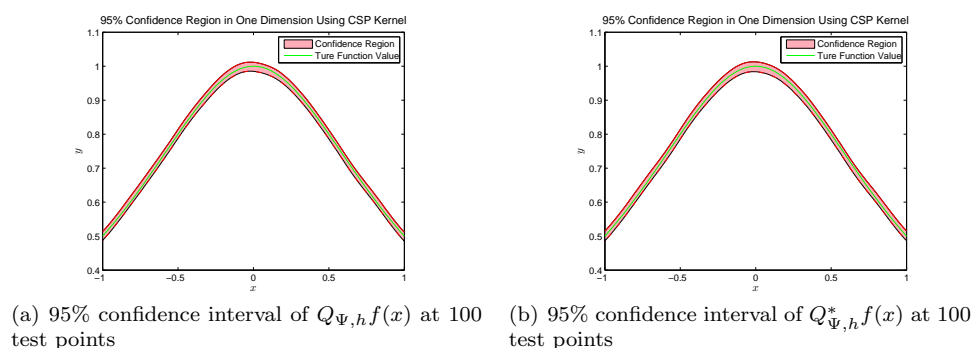 95% Confidence Region in One Dimension Using CSP Kernel
1.1
1
0.9
0.8
0.7
0.6
0.5
0.4
y
Confidence Region
Ture Function Value
−1
−0.5
0
0.5
1
x
95% Confidence Region in One Dimension Using CSP Kernel
1.1
1
0.9
0.8
0.7
0.6
0.5
0.4
y
Confidence Region
Ture Function Value
−1
−0.5
0
0.5
1
x
(a) 95% confidence interval of $Q_{\Psi,h}f(x)$ at 100
test points
(b) 95% confidence interval of $Q^*_{\Psi,h}f(x)$ at 100
test points